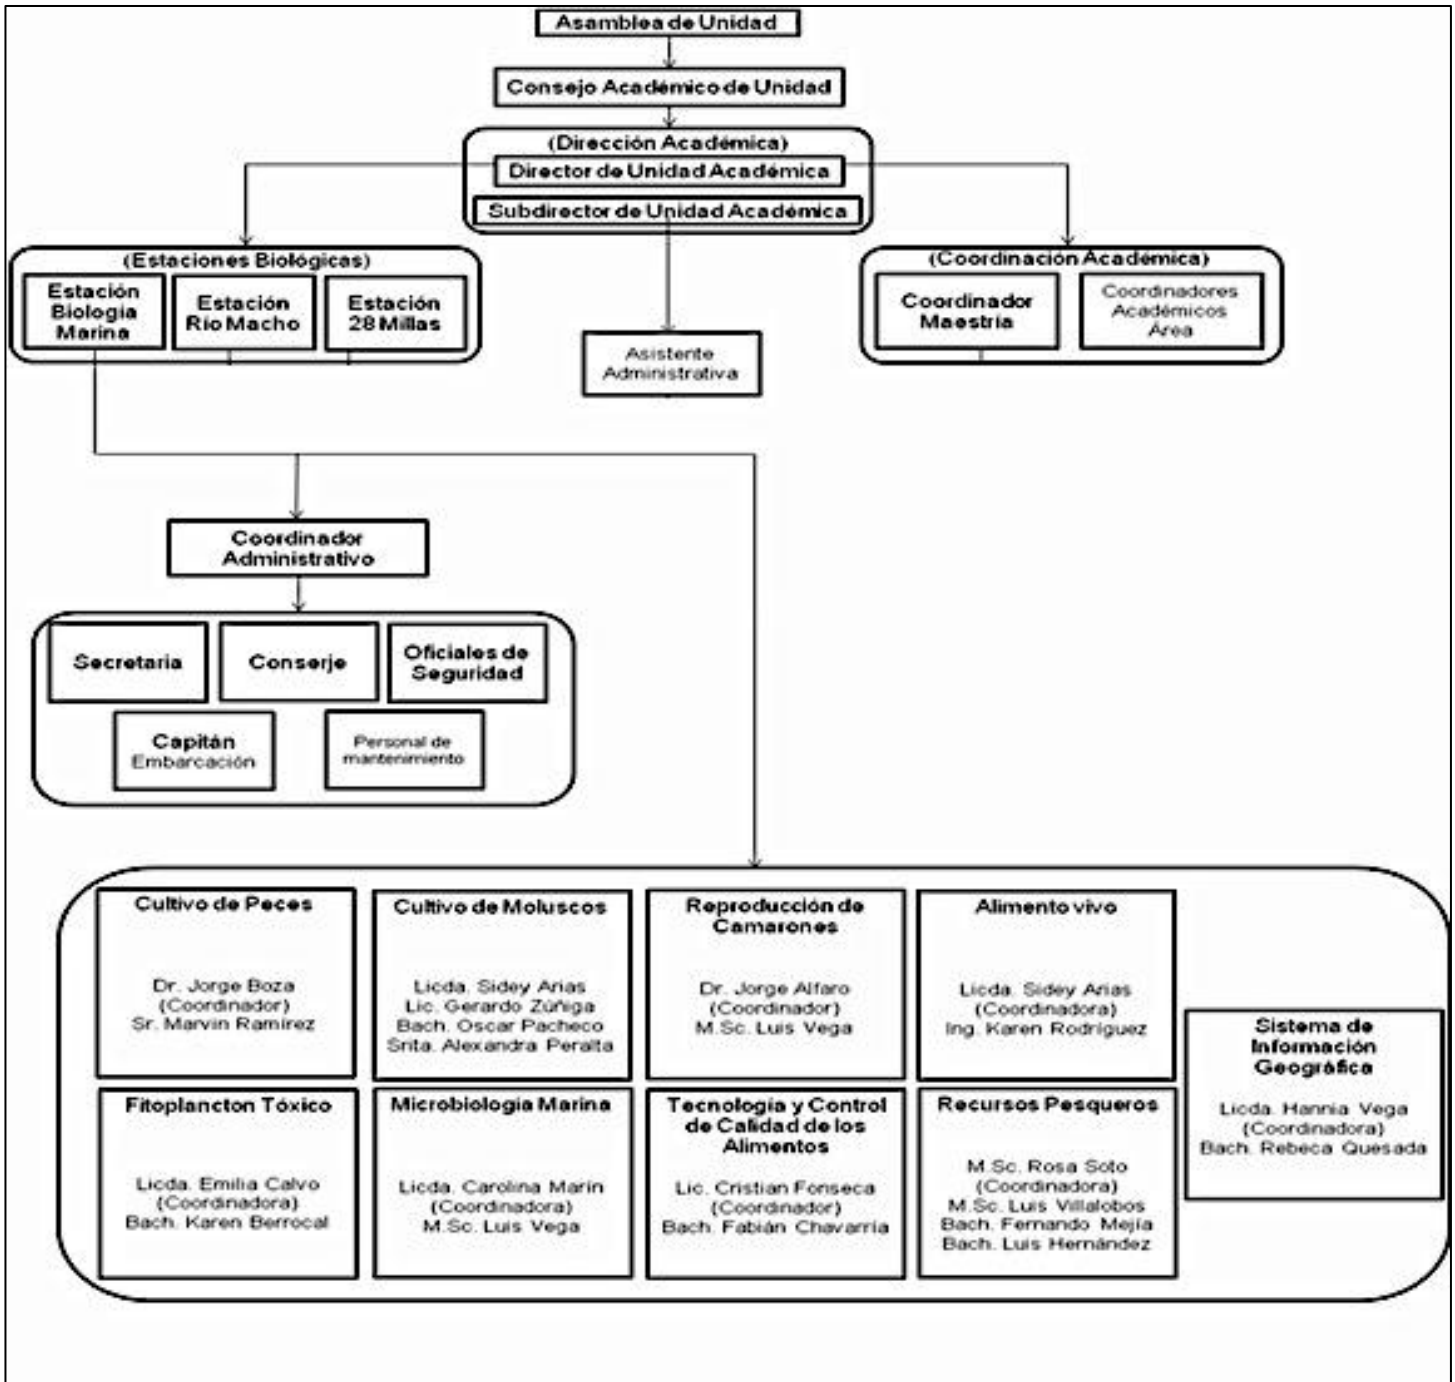 Asamblea de Unidad
Consejo Académico de Unidad
(Dirección Académica)
Director de Unidad Académica
Subdirector de Unidad Académica
(Estaciones Biológicas)
Estación
Biología
Marina
Estación
Río Macho
Estación
28 Millas
Asistente
Administrativa
(Coordinación Académica)
Coordinador
Maestría
Coordinadores
Académicos
Área
Coordinador
Administrativo
Secretaria
Conserje
Oficiales de
Seguridad
Capitán
Embarcación
Personal de
mantenimiento
Cultivo de Peces
Dr. Jorge Boza
(Coordinador)
Sr. Marvin Ramírez
Cultivo de Moluscos
Licda. Sidey Arias
Lic. Gerardo Zúñiga
Bach. Oscar Pacheco
Srita. Alexandra Peralta
Reproducción de
Camarones
Dr. Jorge Alfaro
(Coordinador)
M.Sc. Luis Vega
Alimento vivo
Licda. Sidey Arias
(Coordinadora)
Ing. Karen Rodríguez
Sistema de
Información
Geográfica
Licda. Hannia Vega
(Coordinadora)
Bach. Rebeca Quesada
Fitoplancton Tóxico
Licda. Emilia Calvo
(Coordinadora)
Bach. Karen Berrocal
Microbiología Marina
Licda. Carolina Marín
(Coordinadora)
M.Sc. Luis Vega
Tecnología y Control
de Calidad de los
Alimentos
Lic. Cristian Fonseca
(Coordinador)
Bach. Fabián Chavarría
Recursos Pesqueros
M.Sc. Rosa Soto
(Coordinadora)
M.Sc. Luis Villalobos
Bach. Fernando Mejía
Bach. Luis Hernández